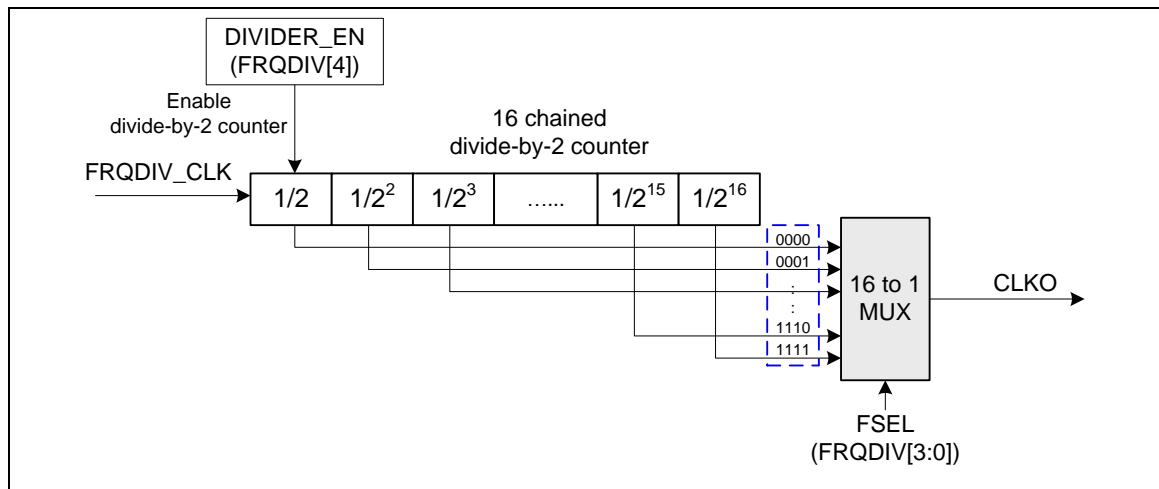 DIVIDER_EN
(FRQDIV[4])
Enable
divide-by-2 counter
16 chained
divide-by-2 counter
FRQDIV_CLK
1/2 1/2² 1/2³ …... 1/2¹⁵ 1/2¹⁶
0000
0001
:
:
1110
1111
16 to 1
MUX
CLKO
FSEL
(FRQDIV[3:0])